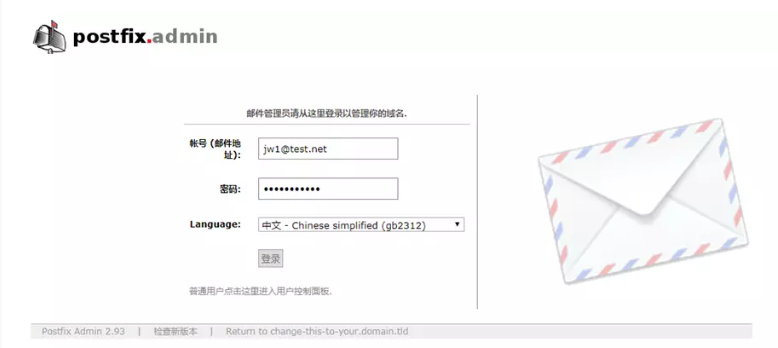 postfix.admin
邮件管理员请从这里登录以管理你的域名.
帐号 (邮件地
址):
jw1@test.net
密码:
•••••••••••
Language:
中文 - Chinese simplified (gb2312)
登录
普通用户点击这里进入用户控制面板.
Postfix Admin 2.93 | 检查新版本 | Return to change-this-to-your.domain.tld